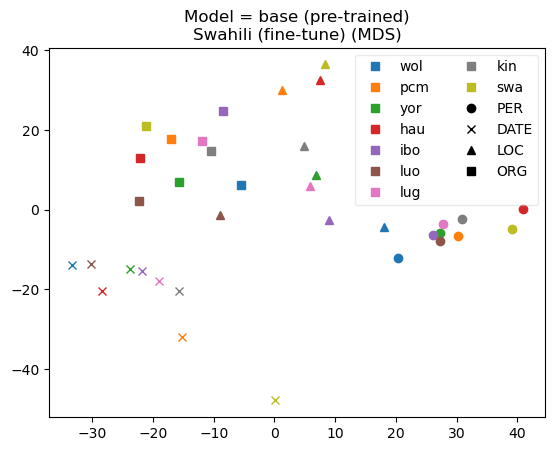 Model = base (pre-trained)
Swahili (fine-tune) (MDS)
40
20
0
−20
−40
−30
−20
−10
0
10
20
30
40
wol
pcm
yor
hau
ibo
luo
lug
kin
swa
PER
DATE
LOC
ORG